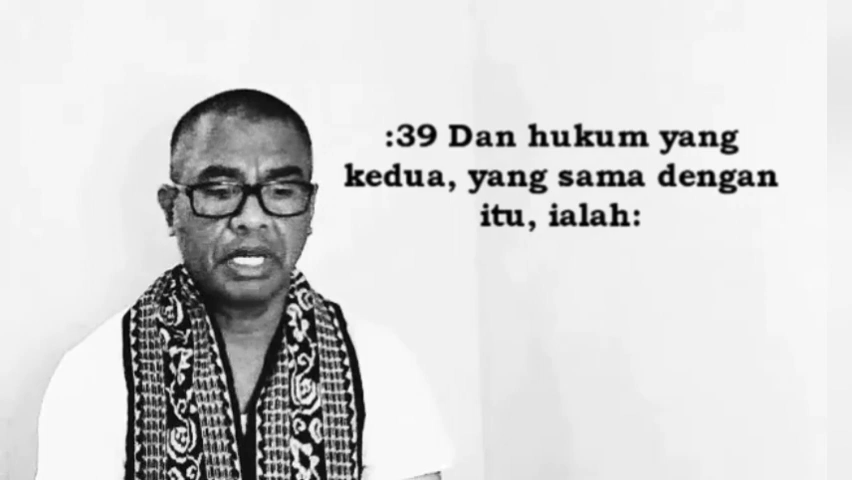 :39 Dan hukum yang
kedua, yang sama dengan
itu, ialah: